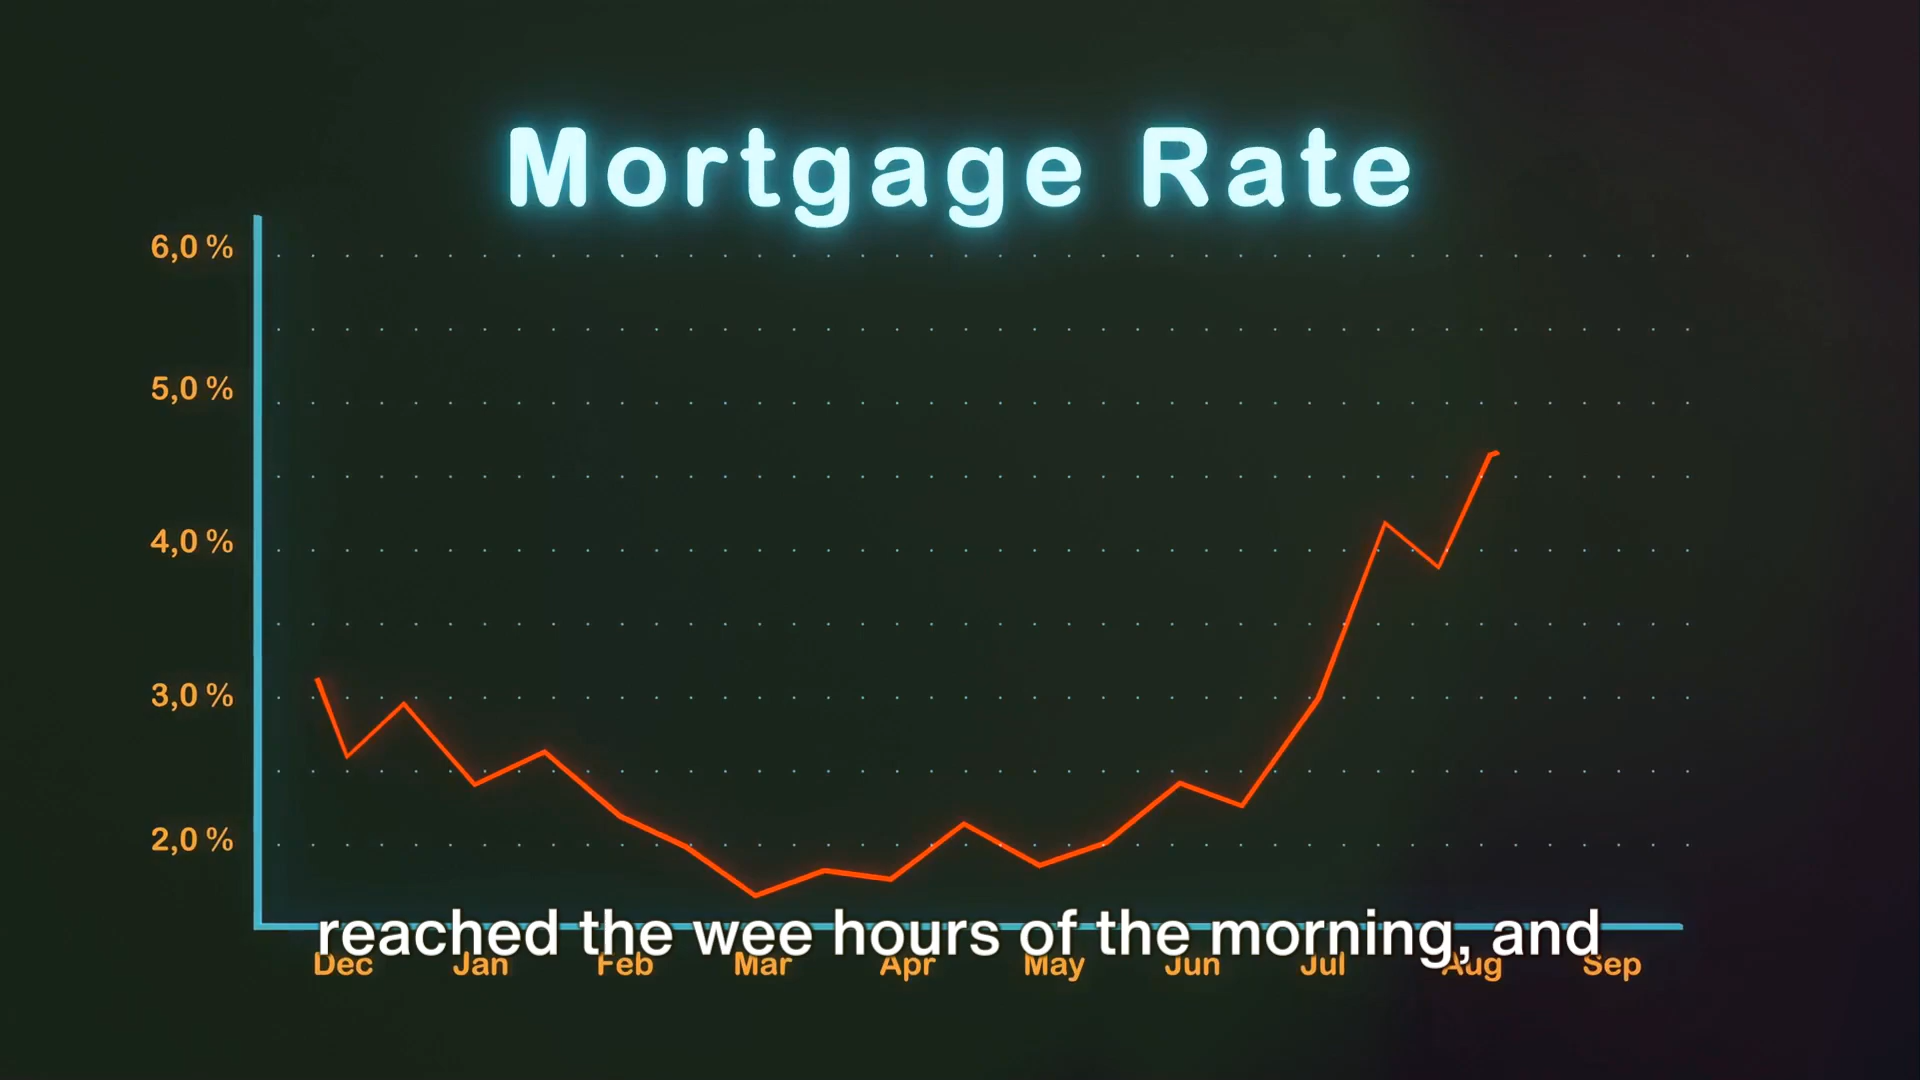 Mortgage Rate
6,0 %
5,0 %
4,0 %
3,0 %
2,0 %
reached the wee hours of the morning, and
Dec Jan Feb Mar Apr May Jun Jul Aug Sep